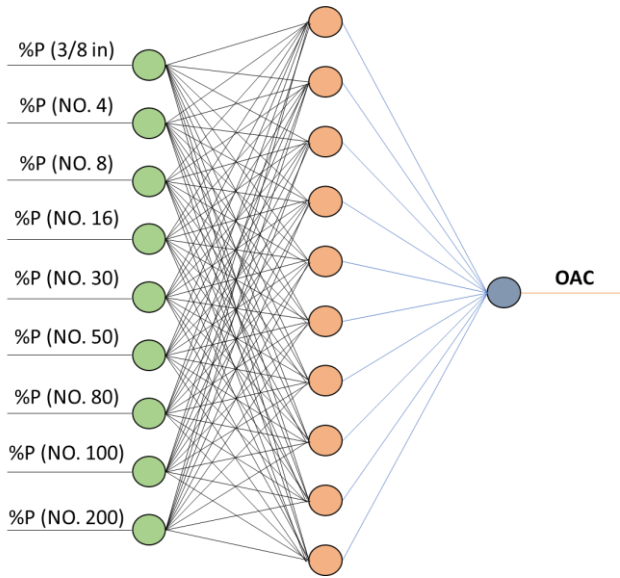 %P (3/8 in)
%P (NO. 4)
%P (NO. 8)
%P (NO. 16)
%P (NO. 30)
%P (NO. 50)
%P (NO. 80)
%P (NO. 100)
%P (NO. 200)
OAC